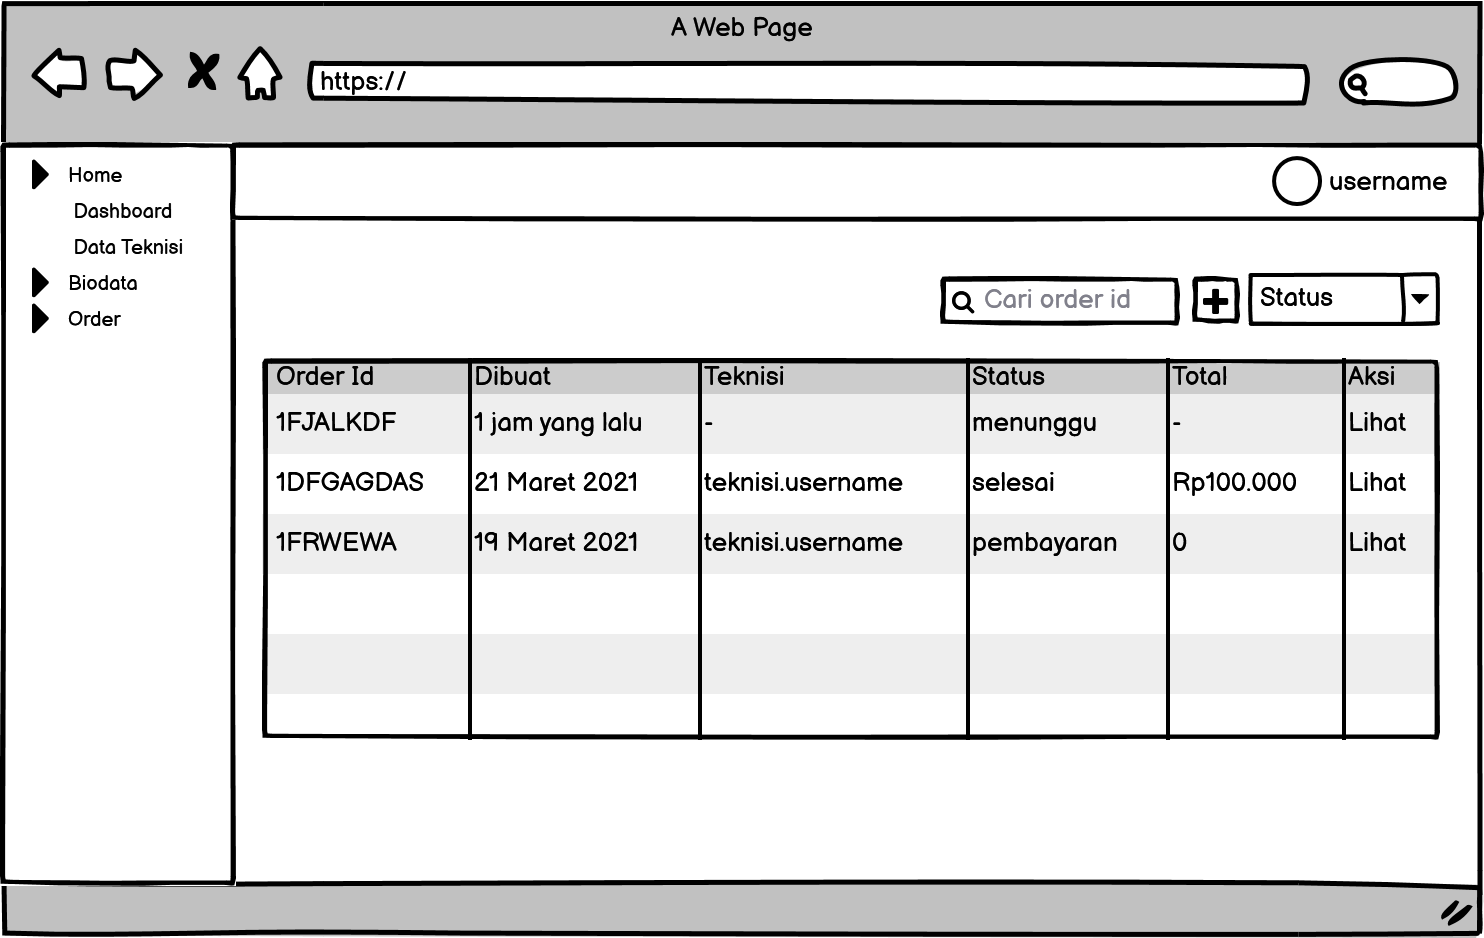 A Web Page
https://
username
Home
Dashboard
Data Teknisi
Biodata
Order
Cari order id
Status
Order Id Dibuat Teknisi Status Total Aksi
1FJALKDF 1 jam yang lalu - menunggu - Lihat
1DFGAGDAS 21 Maret 2021 teknisi.username selesai Rp100.000 Lihat
1FRWEWA 19 Maret 2021 teknisi.username pembayaran 0 Lihat